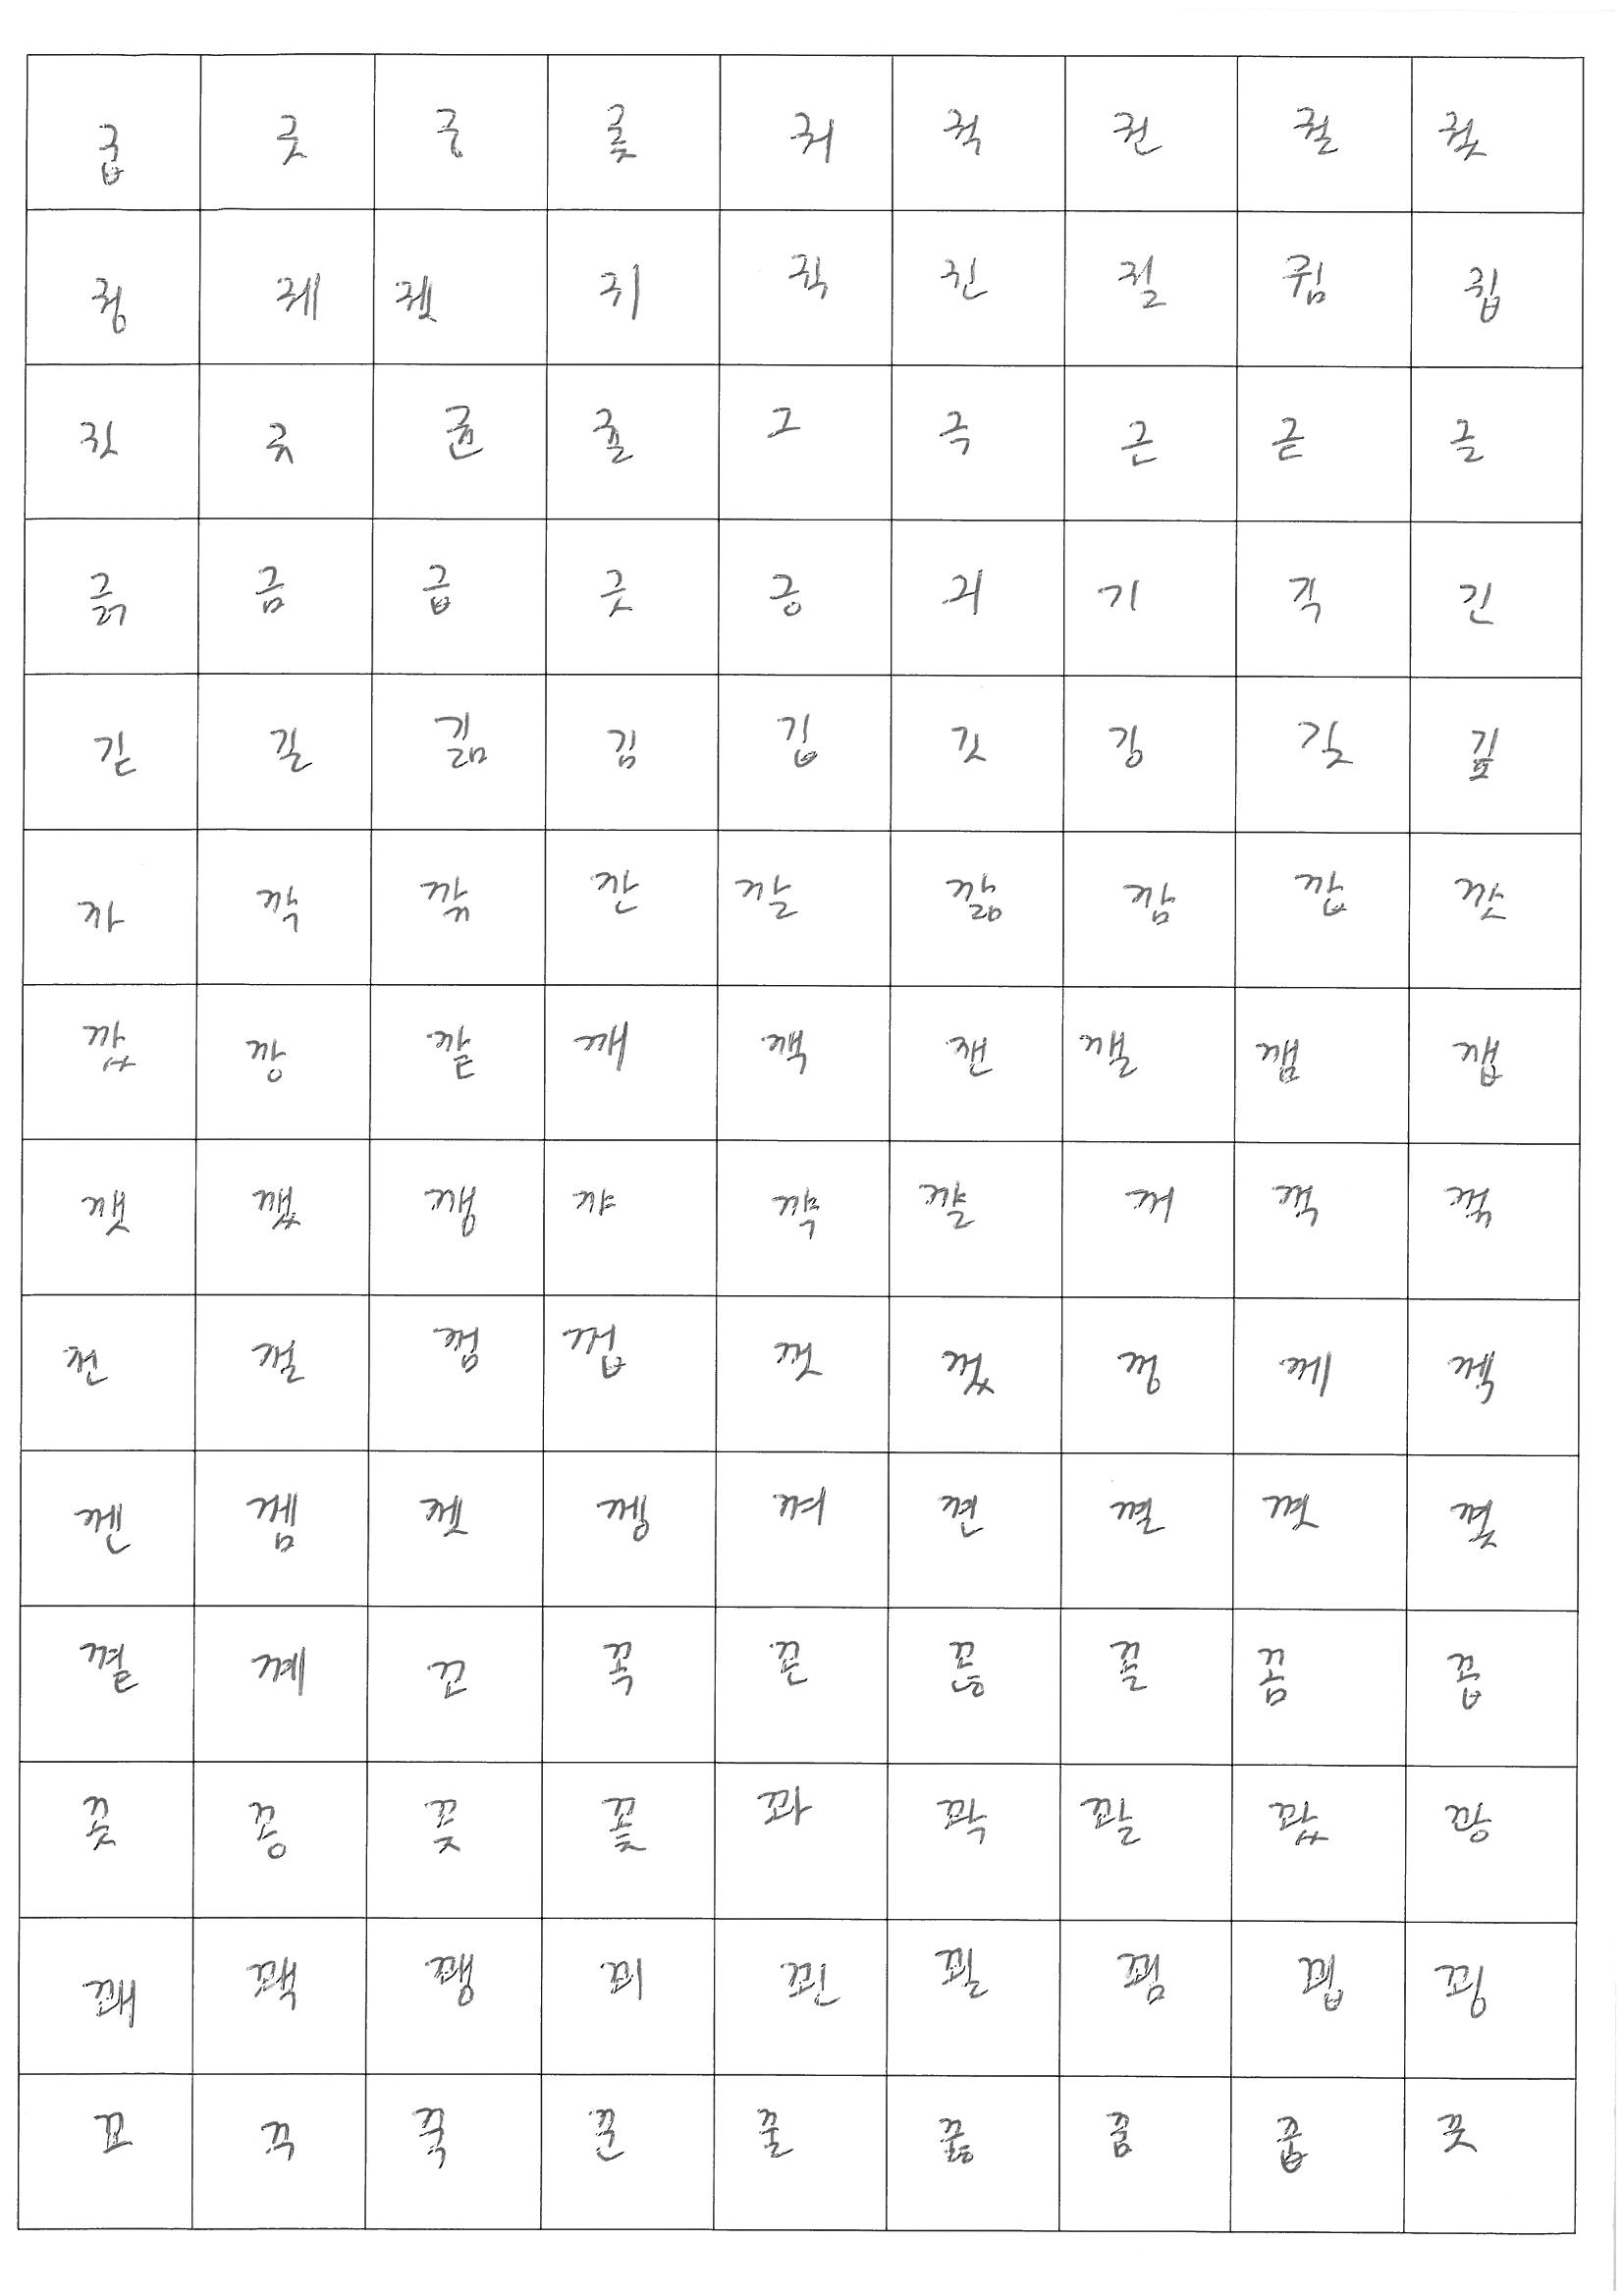 굽 굿 궁 궂 궈 궉 권 궐 궜
궝 궤 궷 귀 귁 귄 귈 귐 귑
귓 규 균 귤 그 극 근 귿 글
긁 금 급 긋 긍 긔 기 긱 긴
긷 길 긺 김 깁 깃 깅 깆 깊
까 깍 깎 깐 깔 깖 깜 깝 깟
깠 깡 깥 깨 깩 깬 깰 깸 깹
깻 깼 깽 꺄 꺅 꺌 꺼 꺽 꺾
껀 껄 껌 껍 껏 껐 껑 께 껙
껜 껨 껫 껭 껴 껸 껼 꼇 꼈
꼍 꼐 꼬 꼭 꼰 꼲 꼴 꼼 꼽
꼿 꽁 꽂 꽃 꽈 꽉 꽐 꽜 꽝
꽤 꽥 꽹 꾀 꾄 꾈 꾐 꾑 꾕
꾜 꾸 꾹 꾼 꿀 꿇 꿈 꿉 꿋